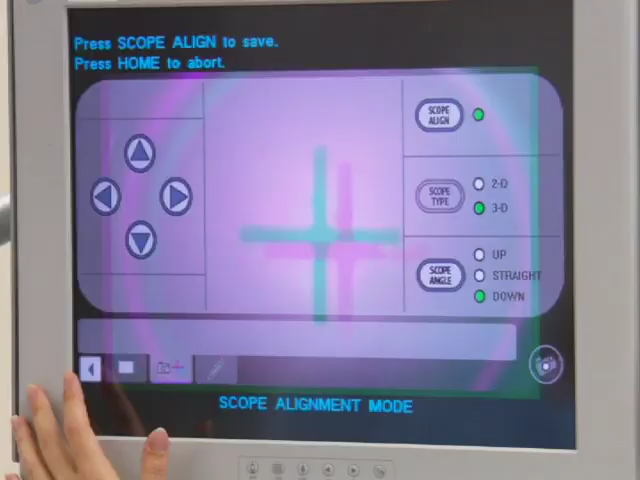 Press SCOPE ALIGN to save.
Press HOME to abort.
SCOPE
ALIGN
SCOPE
TYPE
2-D
3-D
SCOPE
ANGLE
UP
STRAIGHT
DOWN
SCOPE ALIGNMENT MODE